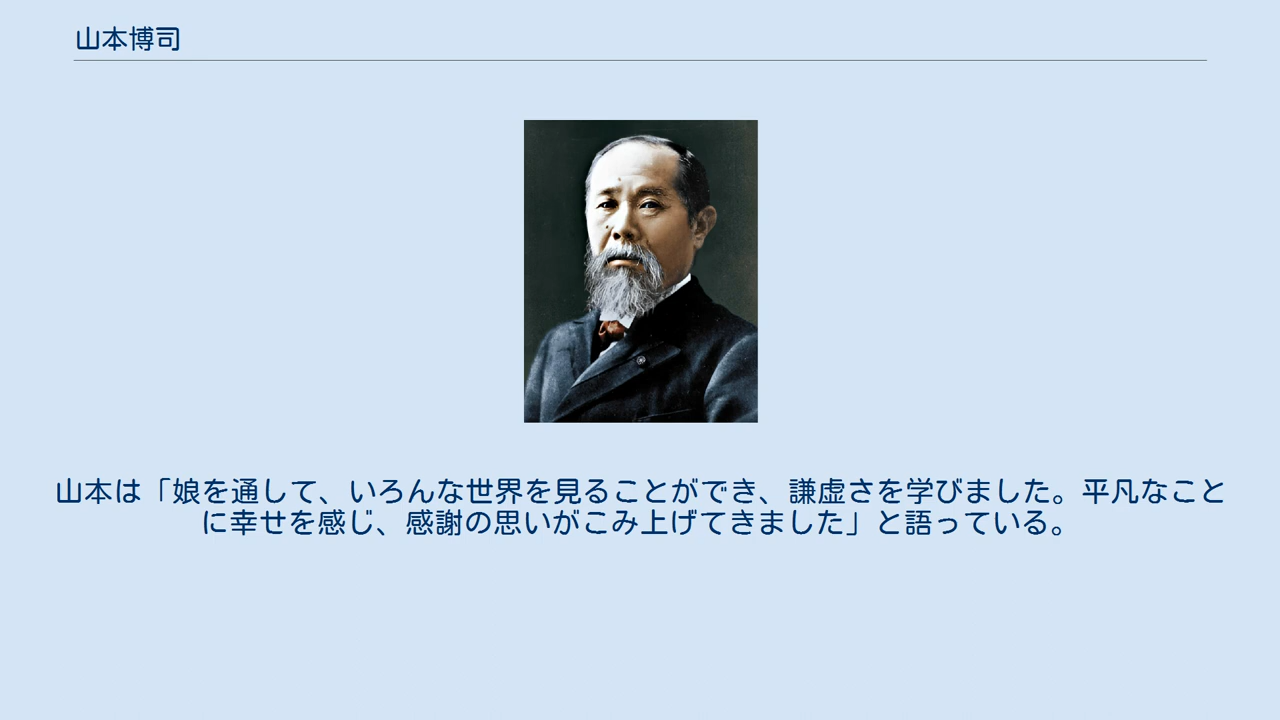 山本博司
山本は「娘を通して、いろんな世界を見ることができ、謙虚さを学びました。平凡なこと
に幸せを感じ、感謝の思いがこみ上げてきました」と語っている。